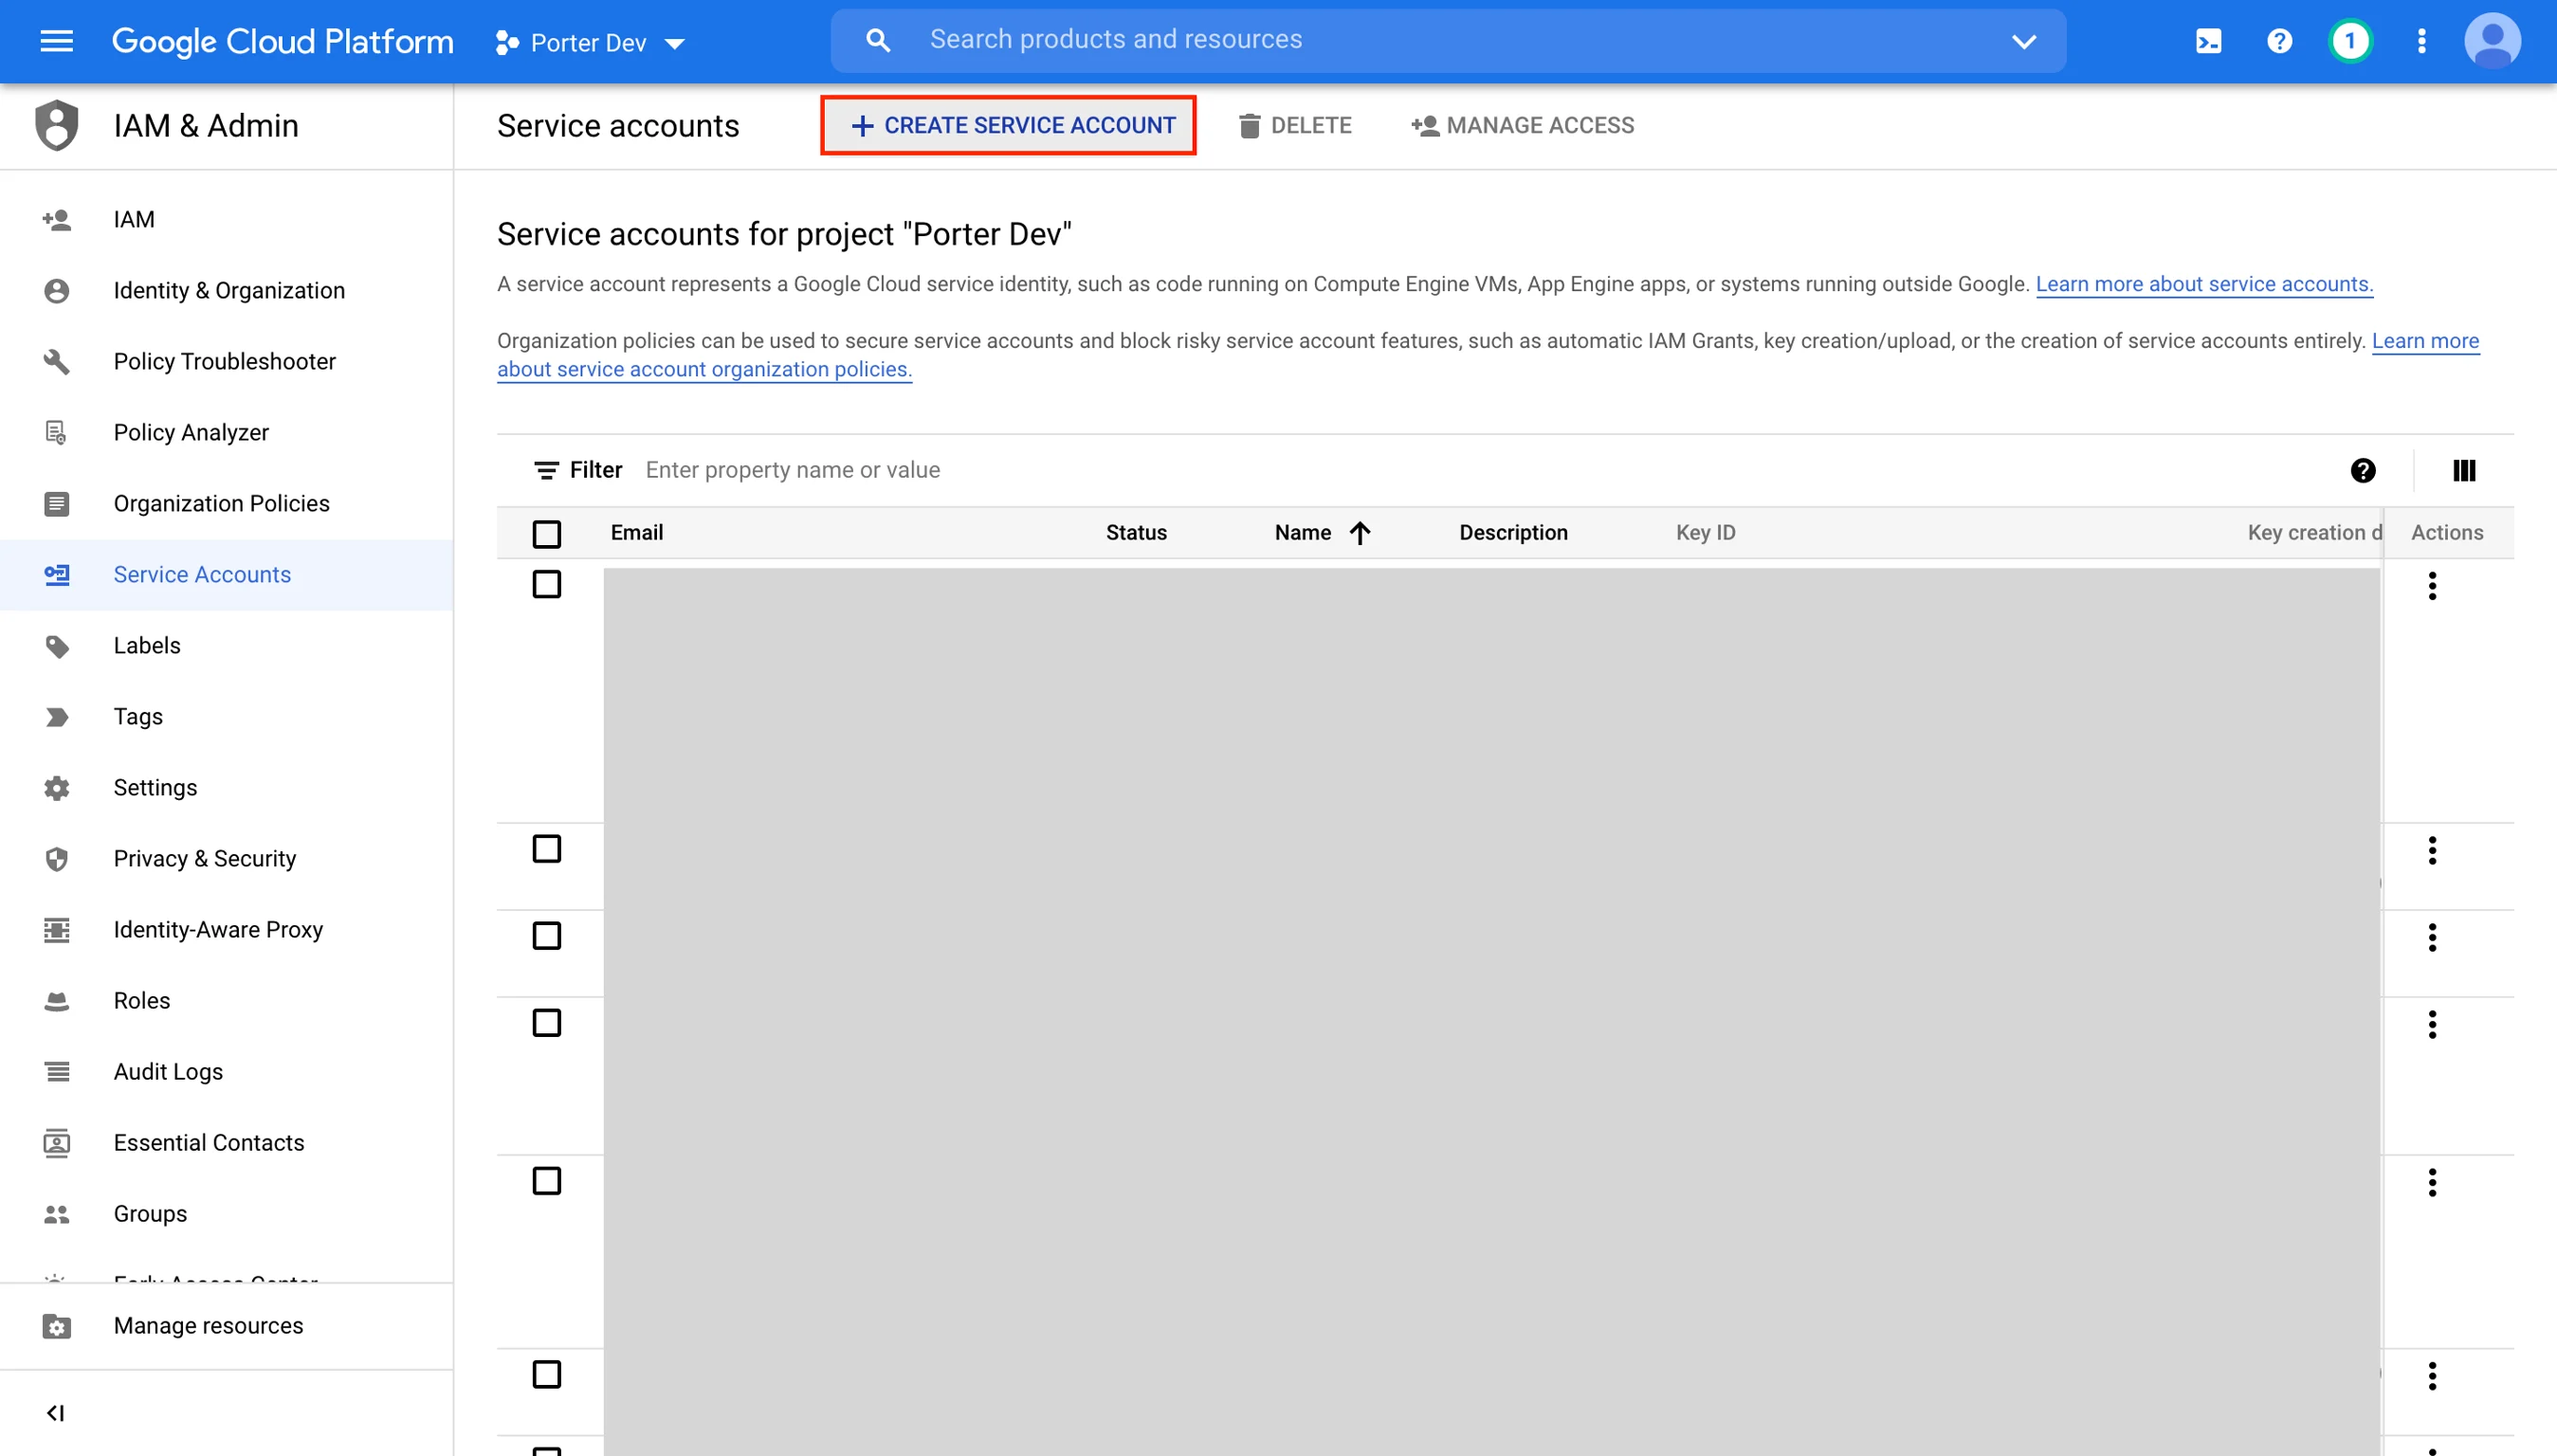 Google Cloud Platform
Porter Dev
Search products and resources
1
IAM & Admin
Service accounts
CREATE SERVICE ACCOUNT
DELETE
MANAGE ACCESS
IAM
Identity & Organization
Policy Troubleshooter
Policy Analyzer
Organization Policies
Service Accounts
Labels
Tags
Settings
Privacy & Security
Identity-Aware Proxy
Roles
Audit Logs
Essential Contacts
Groups
Early Access Center
Manage resources
Service accounts for project "Porter Dev"
A service account represents a Google Cloud service identity, such as code running on Compute Engine VMs, App Engine apps, or systems running outside Google. Learn more about service accounts.
Organization policies can be used to secure service accounts and block risky service account features, such as automatic IAM Grants, key creation/upload, or the creation of service accounts entirely. Learn more
about service account organization policies.
Filter Enter property name or value
Email Status Name Description Key ID Key creation d Actions